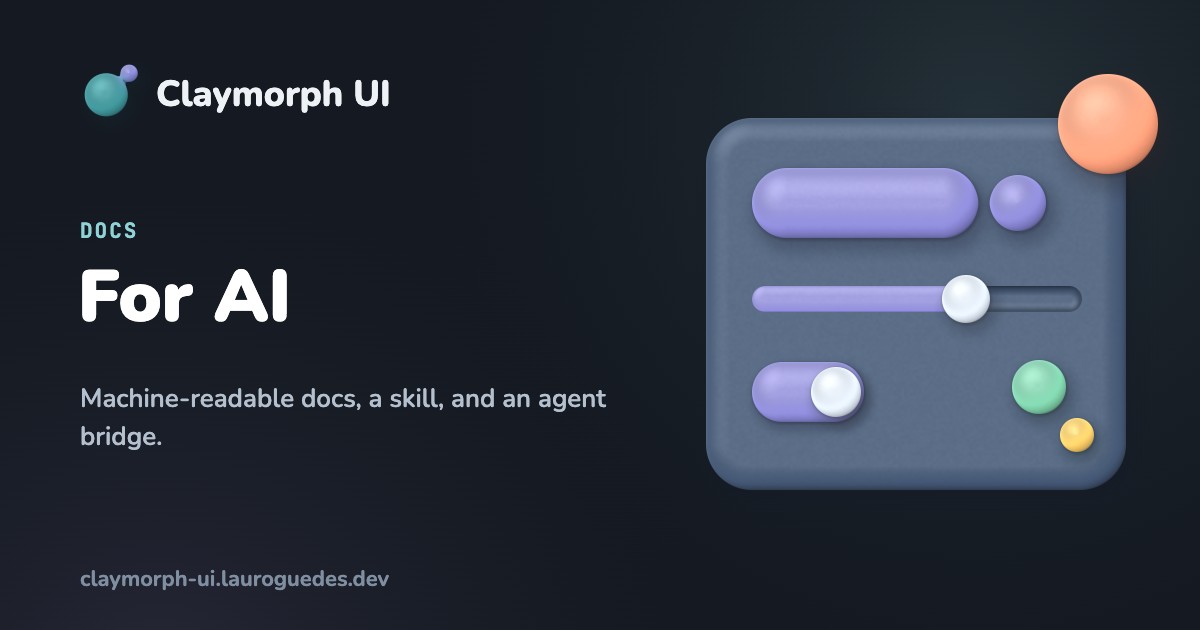 Claymorph UI
DOCS
For AI
Machine-readable docs, a skill, and an agent
bridge.
claymorph-ui.lauroguedes.dev